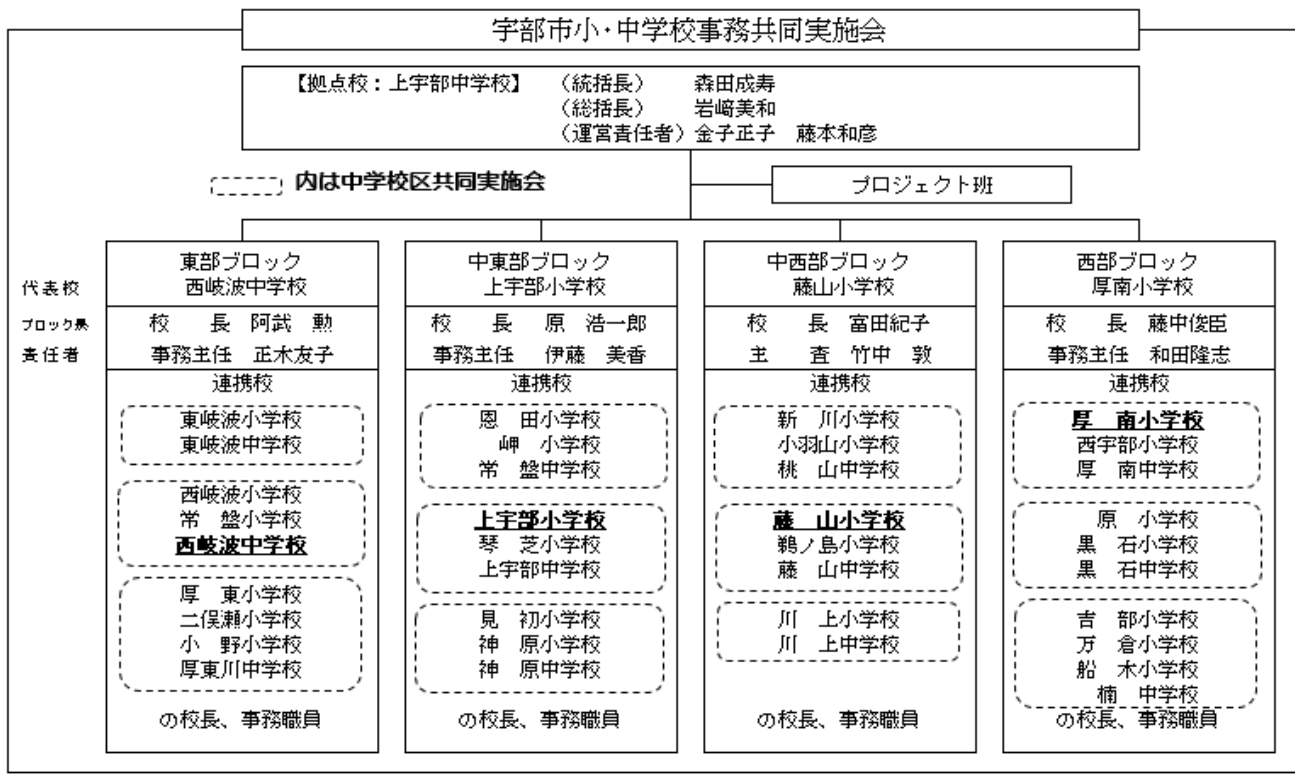 宇部市小・中学校事務共同実施会
【拠点校：上宇部中学校】 （統括長） 森田成寿
（総括長） 岩﨑美和
（運営責任者）金子正子 藤本和彦
内は中学校区共同実施会
プロジェクト班
代表校
ブロック長
責任者
東部ブロック
西岐波中学校
校 長 阿武 勲
事務主任 正木友子
連携校
東岐波小学校
東岐波中学校
西岐波小学校
常 盤小学校
西岐波中学校
厚 東小学校
二俣瀬小学校
小 野小学校
厚東川中学校
の校長、事務職員
中東部ブロック
上宇部小学校
校 長 原 浩一郎
事務主任 伊藤 美香
連携校
恩 田小学校
岬 小学校
常 盤中学校
上宇部小学校
琴 芝小学校
上宇部中学校
見 初小学校
神 原小学校
神 原中学校
の校長、事務職員
中西部ブロック
藤山小学校
校 長 富田紀子
主 査 竹中 敦
連携校
新 川小学校
小羽山小学校
桃 山中学校
藤 山小学校
鵜ノ島小学校
藤 山中学校
川 上小学校
川 上中学校
の校長、事務職員
西部ブロック
厚南小学校
校 長 藤中俊臣
事務主任 和田隆志
連携校
厚 南小学校
西宇部小学校
厚 南中学校
原 小学校
黒 石小学校
黒 石中学校
吉 部小学校
万 倉小学校
船 木小学校
楠 中学校
の校長、事務職員